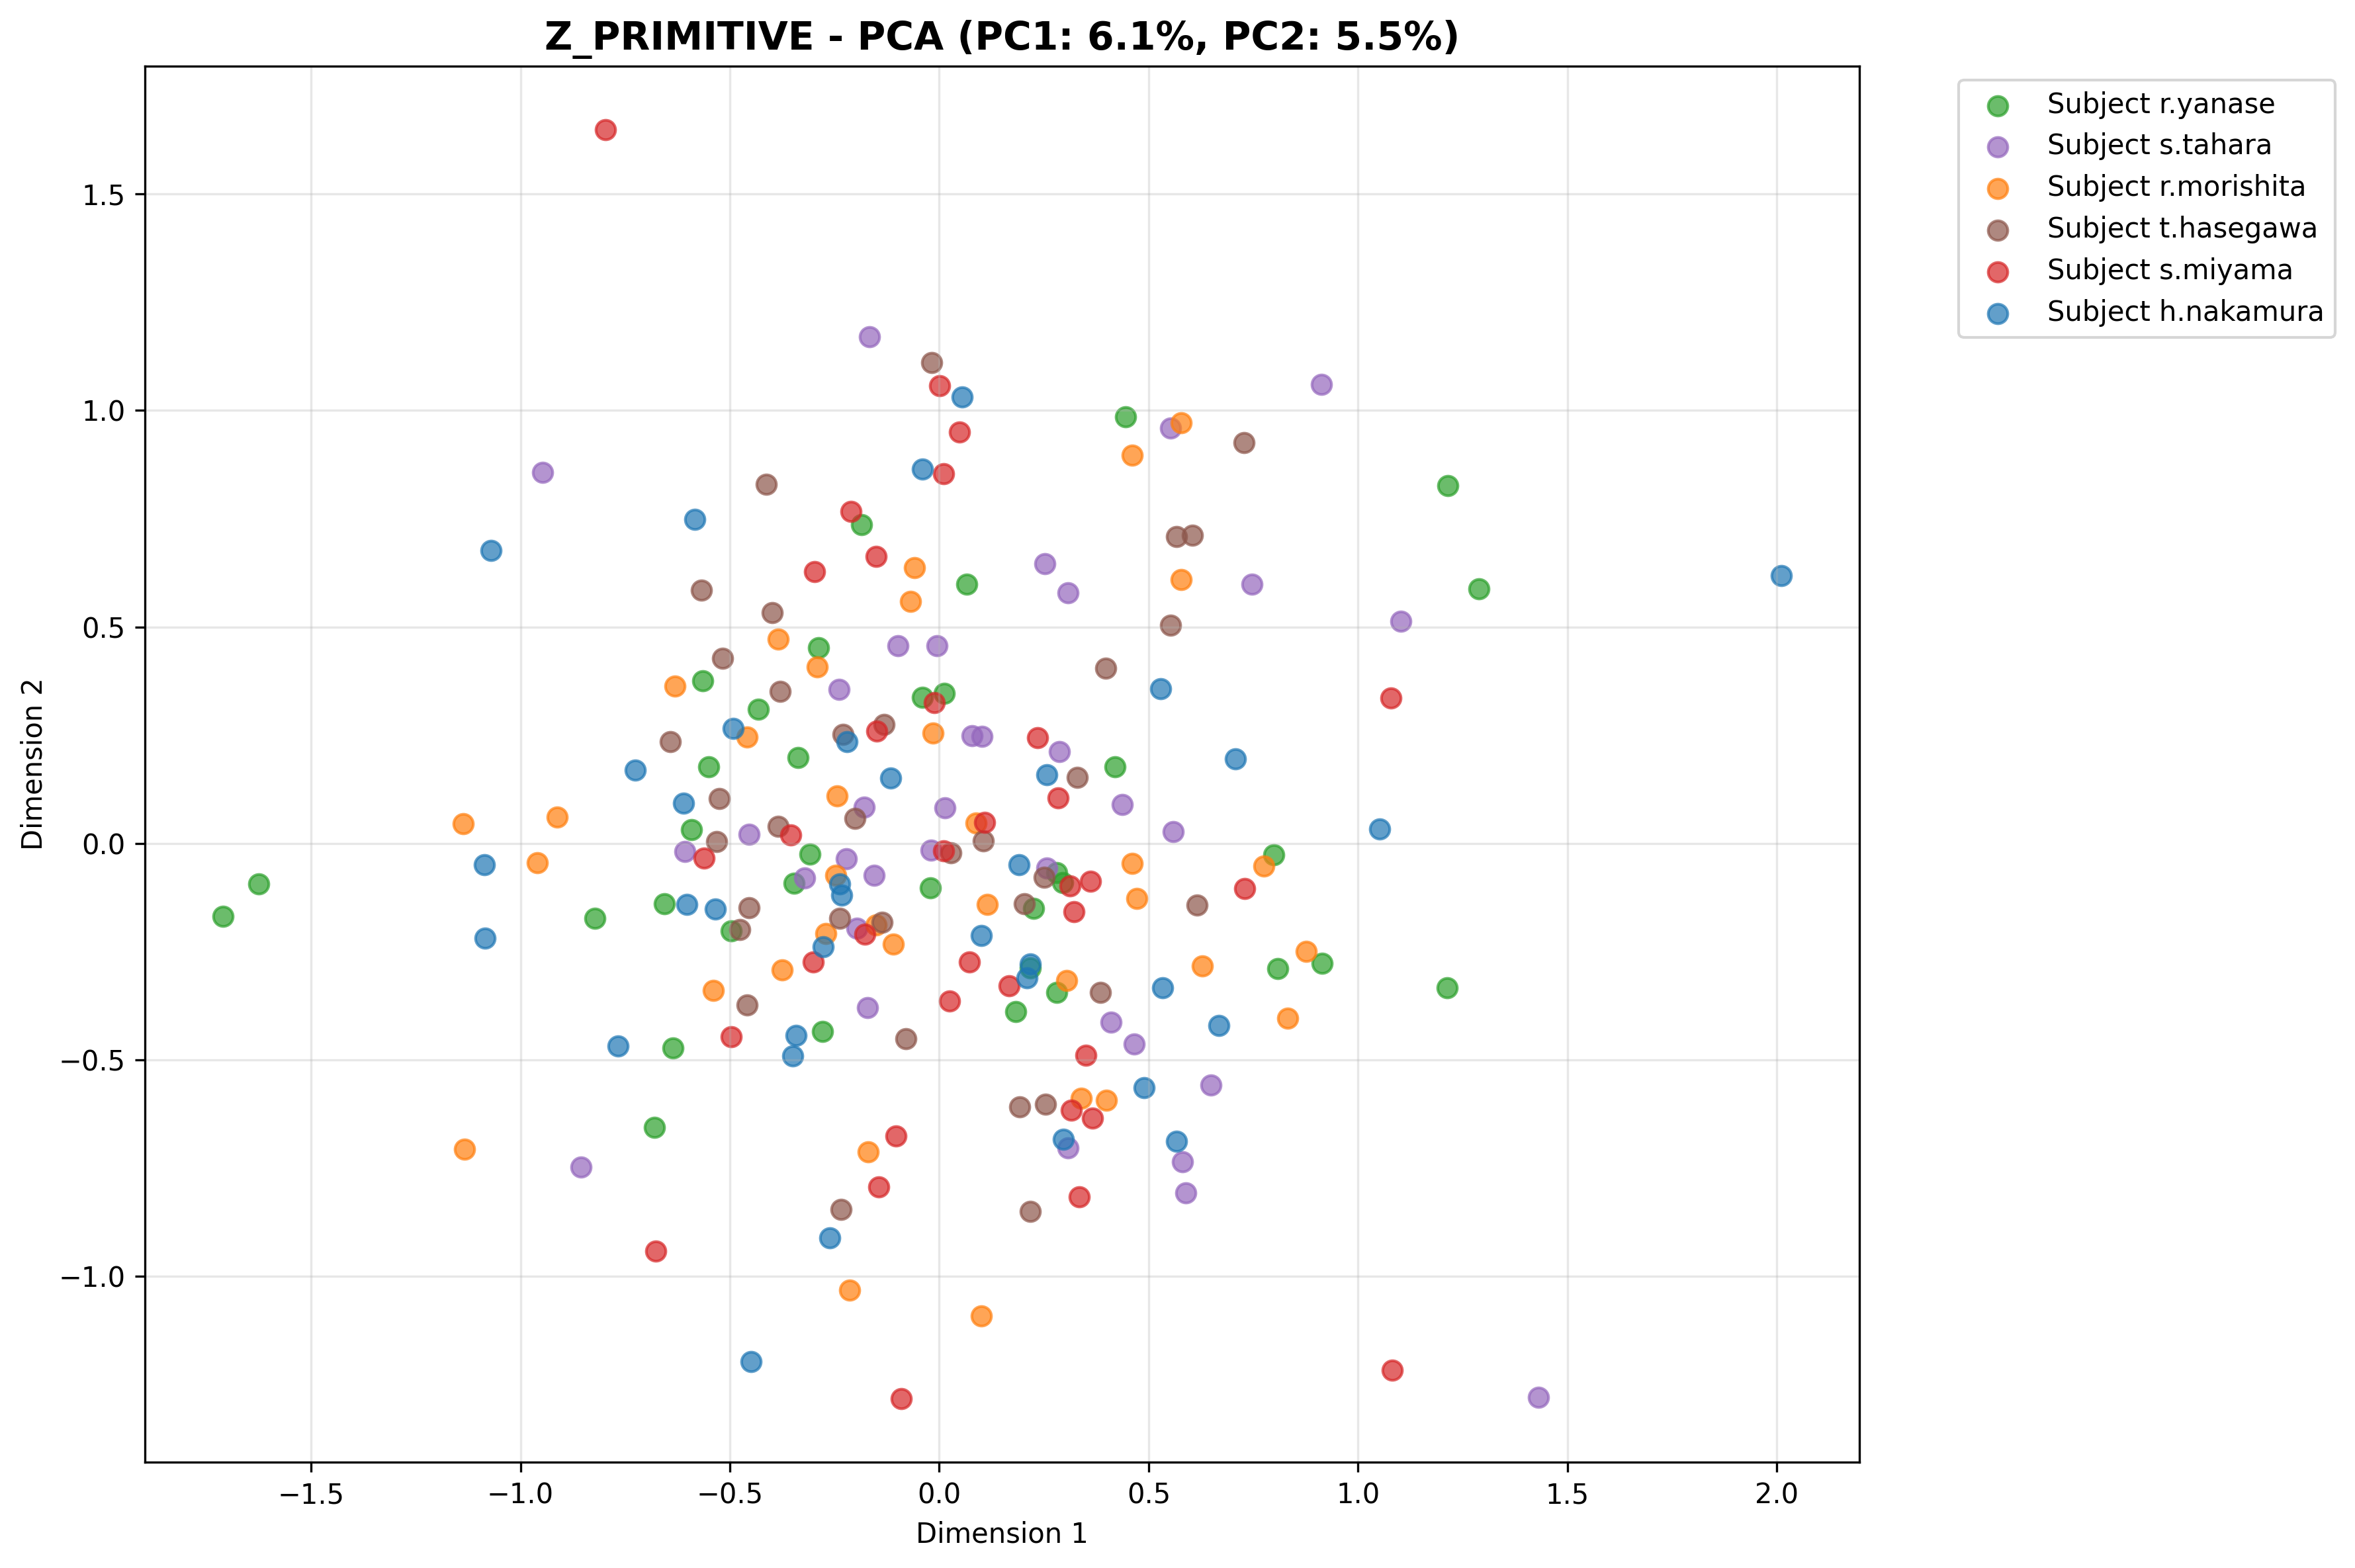 Z_PRIMITIVE - PCA (PC1: 6.1%, PC2: 5.5%)
Subject r.yanase
Subject s.tahara
Subject r.morishita
Subject t.hasegawa
Subject s.miyama
Subject h.nakamura
Dimension 2
1.5
1.0
0.5
0.0
−0.5
−1.0
−1.5
−1.0
−0.5
0.0
0.5
1.0
1.5
2.0
Dimension 1